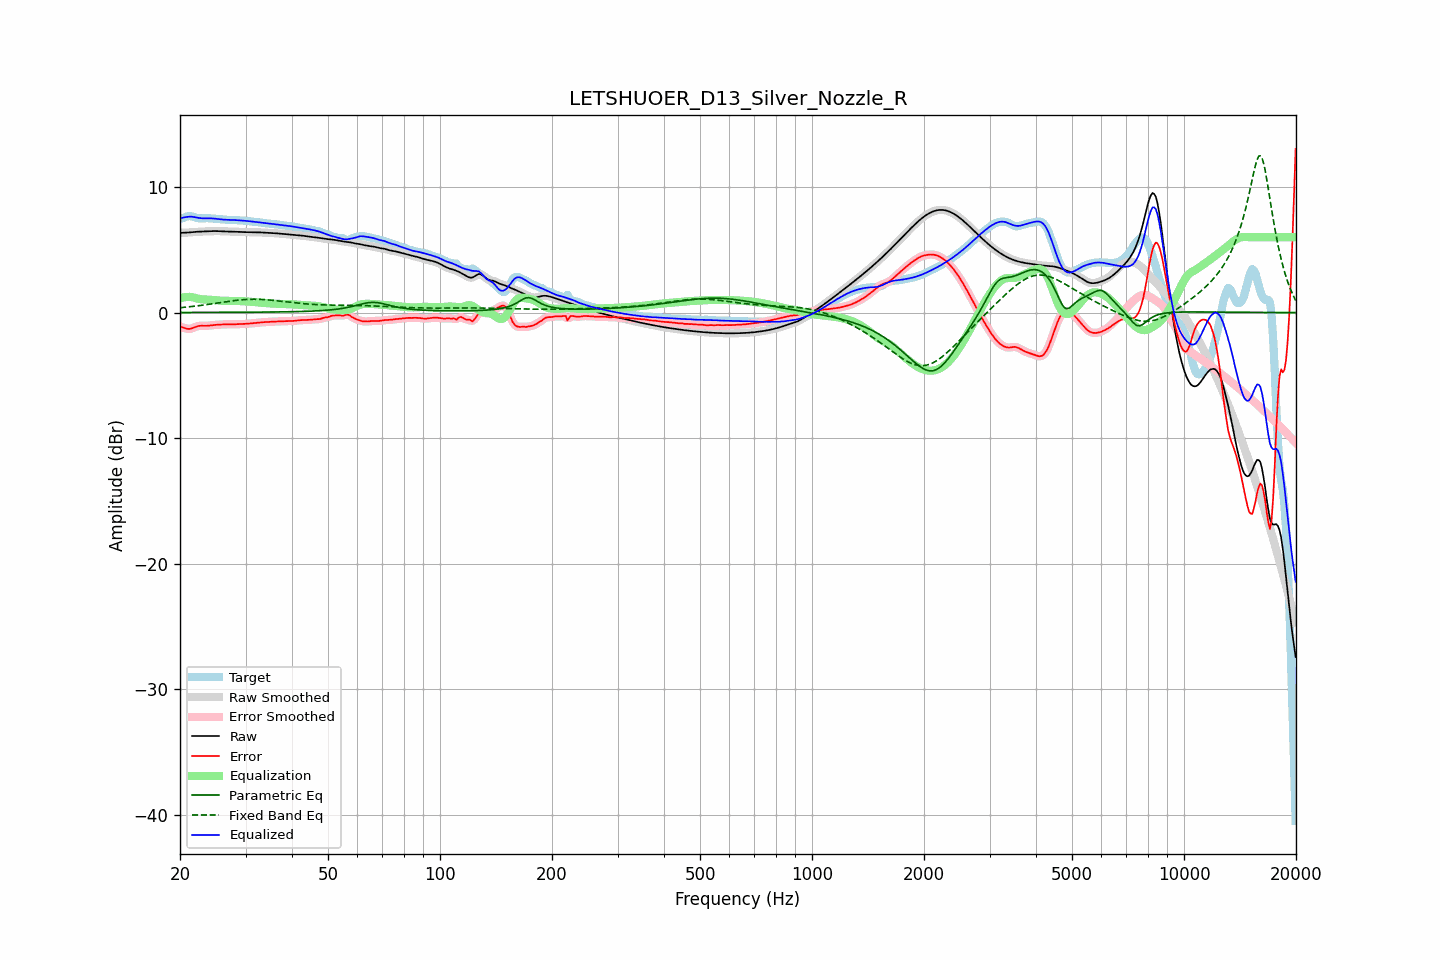 LETSHUOER_D13_Silver_Nozzle_R
Amplitude (dBr)
10
0
−10
−20
−30
−40
Target
Raw Smoothed
Error Smoothed
Raw
Error
Equalization
Parametric Eq
Fixed Band Eq
Equalized
20 50 100 200 500 1000 2000 5000 10000 20000
Frequency (Hz)